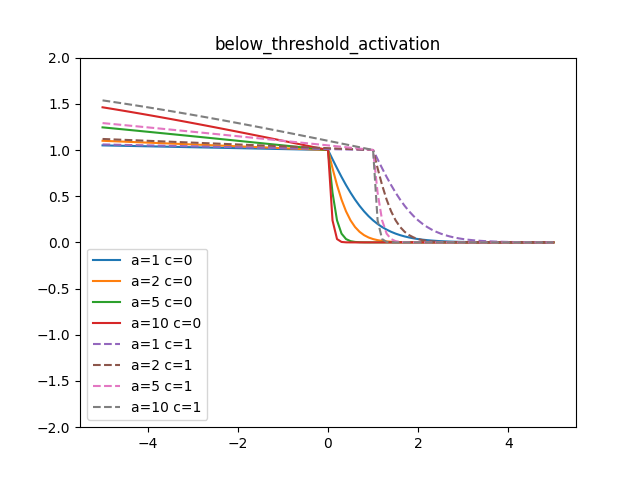 below_threshold_activation
2.0
1.5
1.0
0.5
0.0
−0.5
−1.0
−1.5
−2.0
a=1 c=0
a=2 c=0
a=5 c=0
a=10 c=0
a=1 c=1
a=2 c=1
a=5 c=1
a=10 c=1
−4 −2 0 2 4